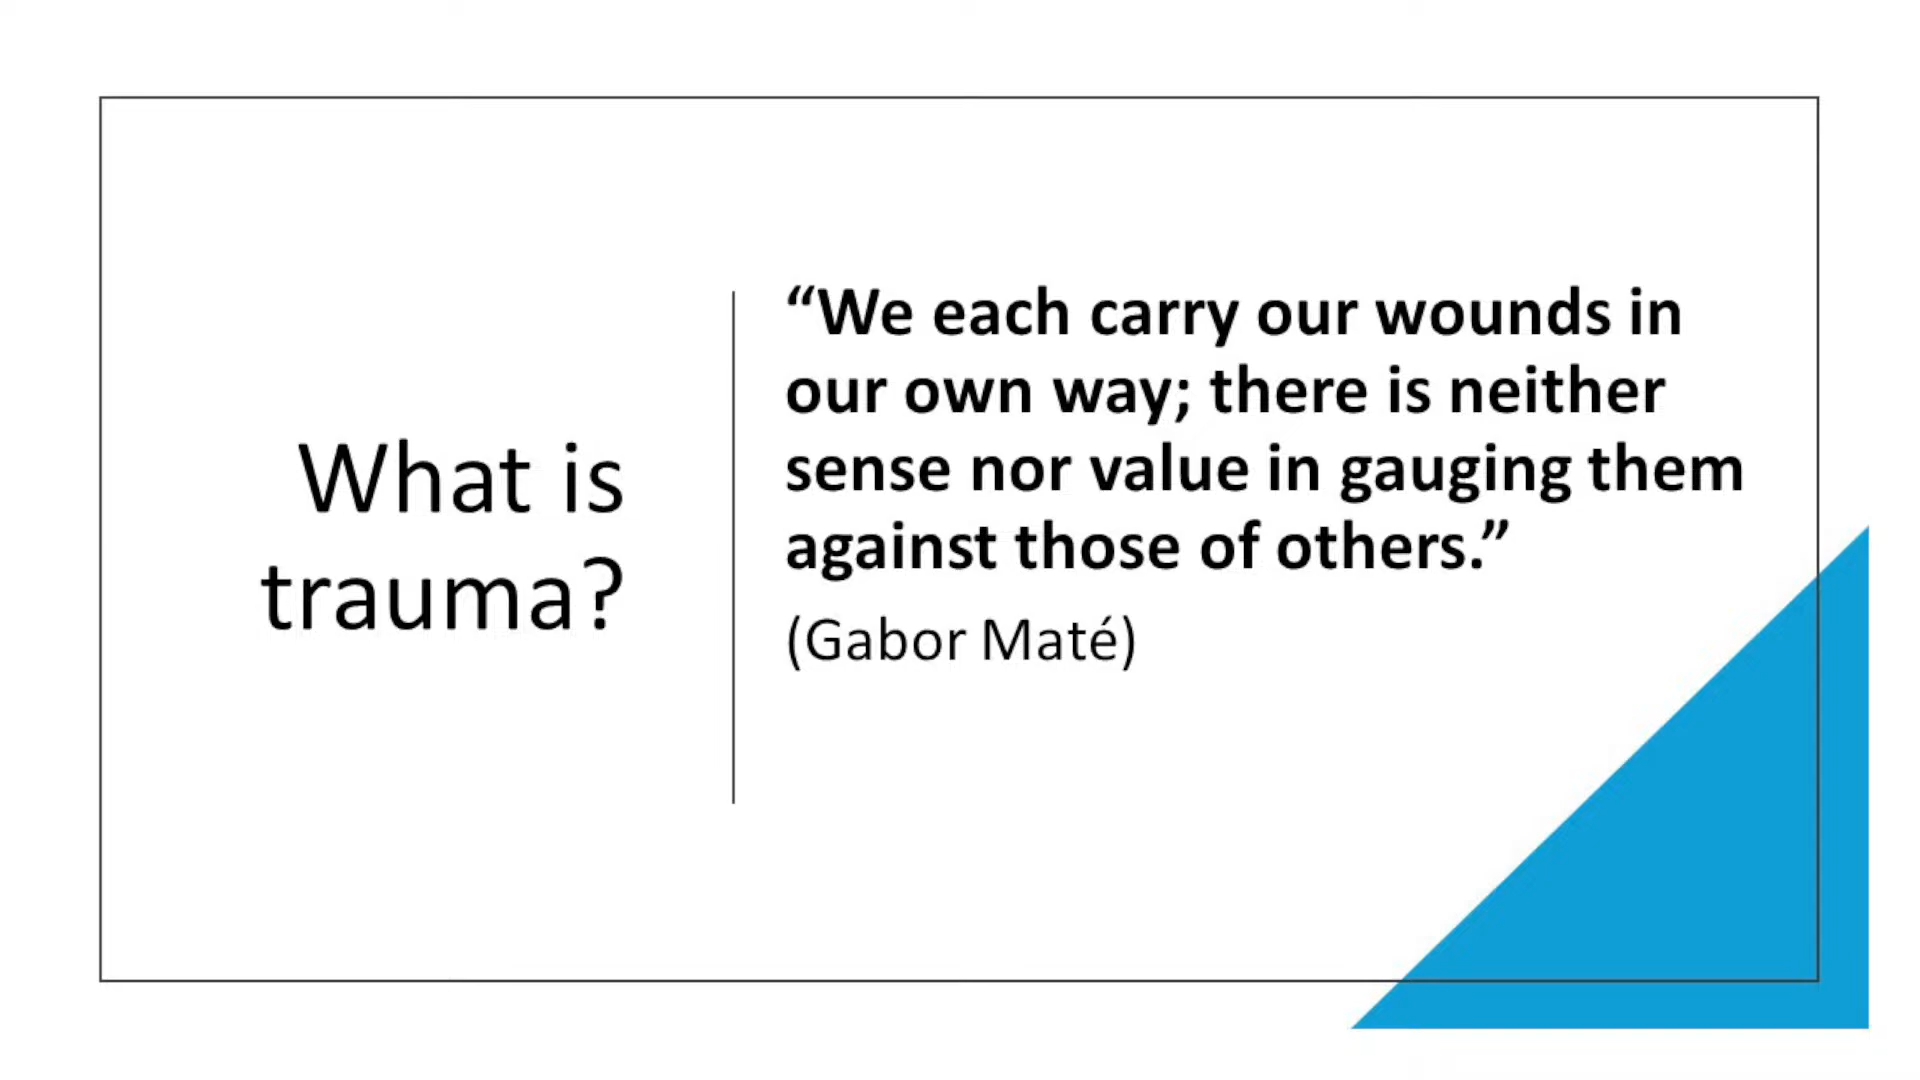 What is
trauma?
“We each carry our wounds in
our own way; there is neither
sense nor value in gauging them
against those of others.”
(Gabor Maté)